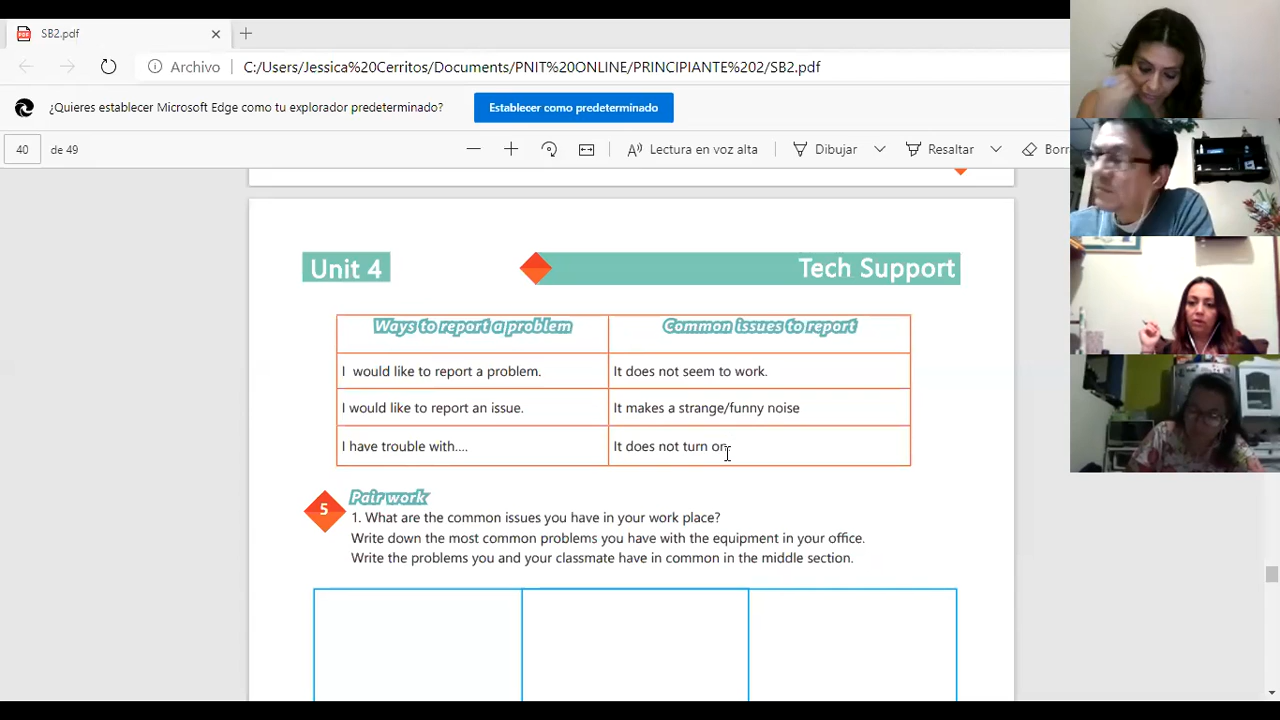 SB2.pdf
Archivo C:/Users/Jessica%20Cerritos/Documents/PNIT%20ONLINE/PRINCIPIANTE%202/SB2.pdf
¿Quieres establecer Microsoft Edge como tu explorador predeterminado? Establecer como predeterminado
40 de 49 Lectura en voz alta Dibujar Resaltar Borr
Unit 4 Tech Support
Ways to report a problem Common issues to report
I would like to report a problem. It does not seem to work.
I would like to report an issue. It makes a strange/funny noise
I have trouble with.... It does not turn on
5 Pair work
1. What are the common issues you have in your work place?
Write down the most common problems you have with the equipment in your office.
Write the problems you and your classmate have in common in the middle section.